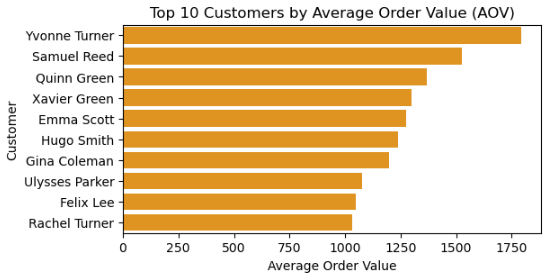 Top 10 Customers by Average Order Value (AOV)
Customer
Yvonne Turner
Samuel Reed
Quinn Green
Xavier Green
Emma Scott
Hugo Smith
Gina Coleman
Ulysses Parker
Felix Lee
Rachel Turner
0 250 500 750 1000 1250 1500 1750
Average Order Value